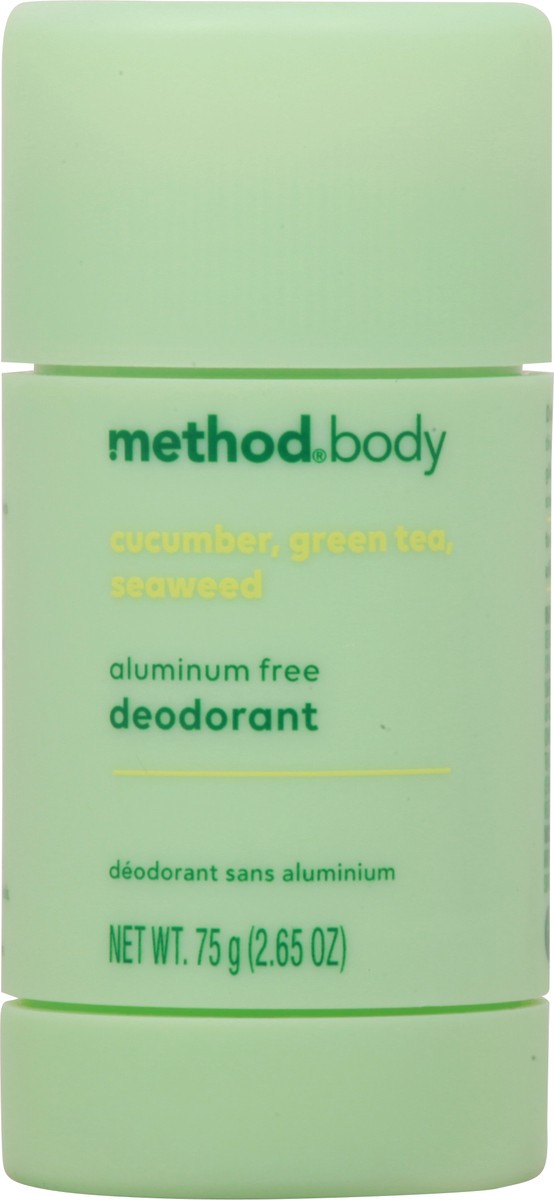 method® body
cucumber, green tea,
seaweed
aluminum free
deodorant
déodorant sans aluminium
NET WT. 75 g (2.65 OZ)